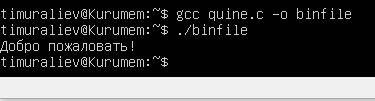 timuraliev@Kurumem:~$ gcc quine.c -o binfile
timuraliev@Kurumem:~$ ./binfile
Добро пожаловать!
timuraliev@Kurumem:~$